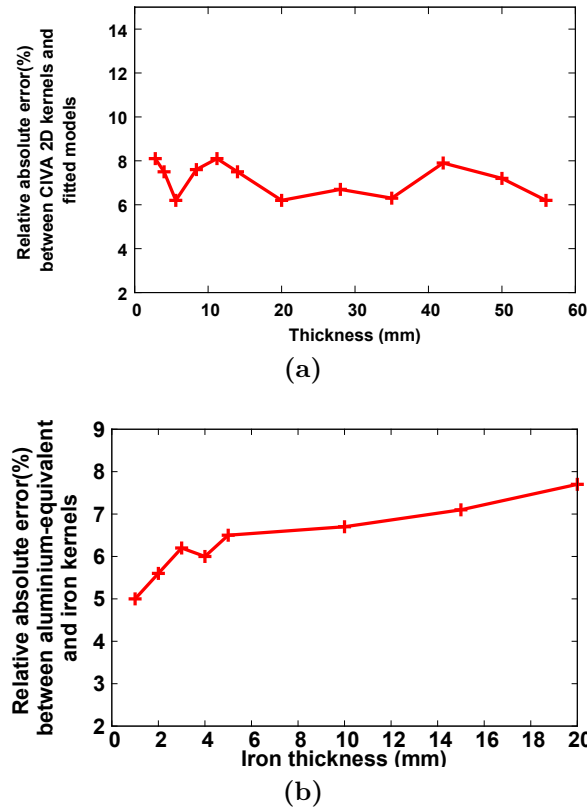 Relative absolute error(%)
between CIVA 2D kernels and
fitted models
14
12
10
8
6
4
2
0 10 20 30 40 50 60
Thickness (mm)
(a)
Relative absolute error(%)
between aluminium-equivalent
and iron kernels
9
8
7
6
5
4
3
2
0 2 4 6 8 10 12 14 16 18 20
Iron thickness (mm)
(b)